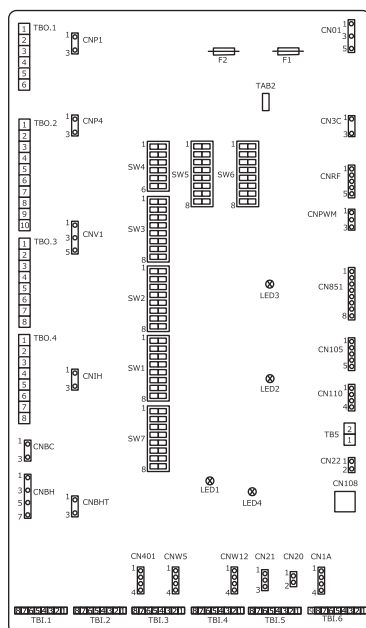 1 TBO.1
2
3
4
5
6
1 CNP1
3
F2
F1
CN01 1
3
5
TAB2
1 TBO.2
2
3
4
5
6
7
8
9
10
1 CNP4
3
CN3C 1
3
1
SW4
6
1
SW5
8
1
SW6
8
CNRF 1
5
CNPWM 1
3
1
SW3
8
1 CNV1
3
5
TBO.3
1
2
3
4
5
6
7
8
1
SW2
8
LED3
CN851 1
8
TBO.4
1
2
3
4
5
6
7
8
1
SW1
8
1 CNIH
3
LED2
CN105 1
5
CN110 1
4
1
SW7
8
TB5
2
1
1 CNBC
3
CN22 1
2
1 CNBH
3
5
7
1 CNBHT
3
LED1
LED4
CN108
CN401
1
4
CNW5
1
4
CNW12
1
4
CN21
1
3
CN20
1
2
CN1A
1
4
TBI.1
TBI.2
TBI.3
TBI.4
TBI.5
TBI.6